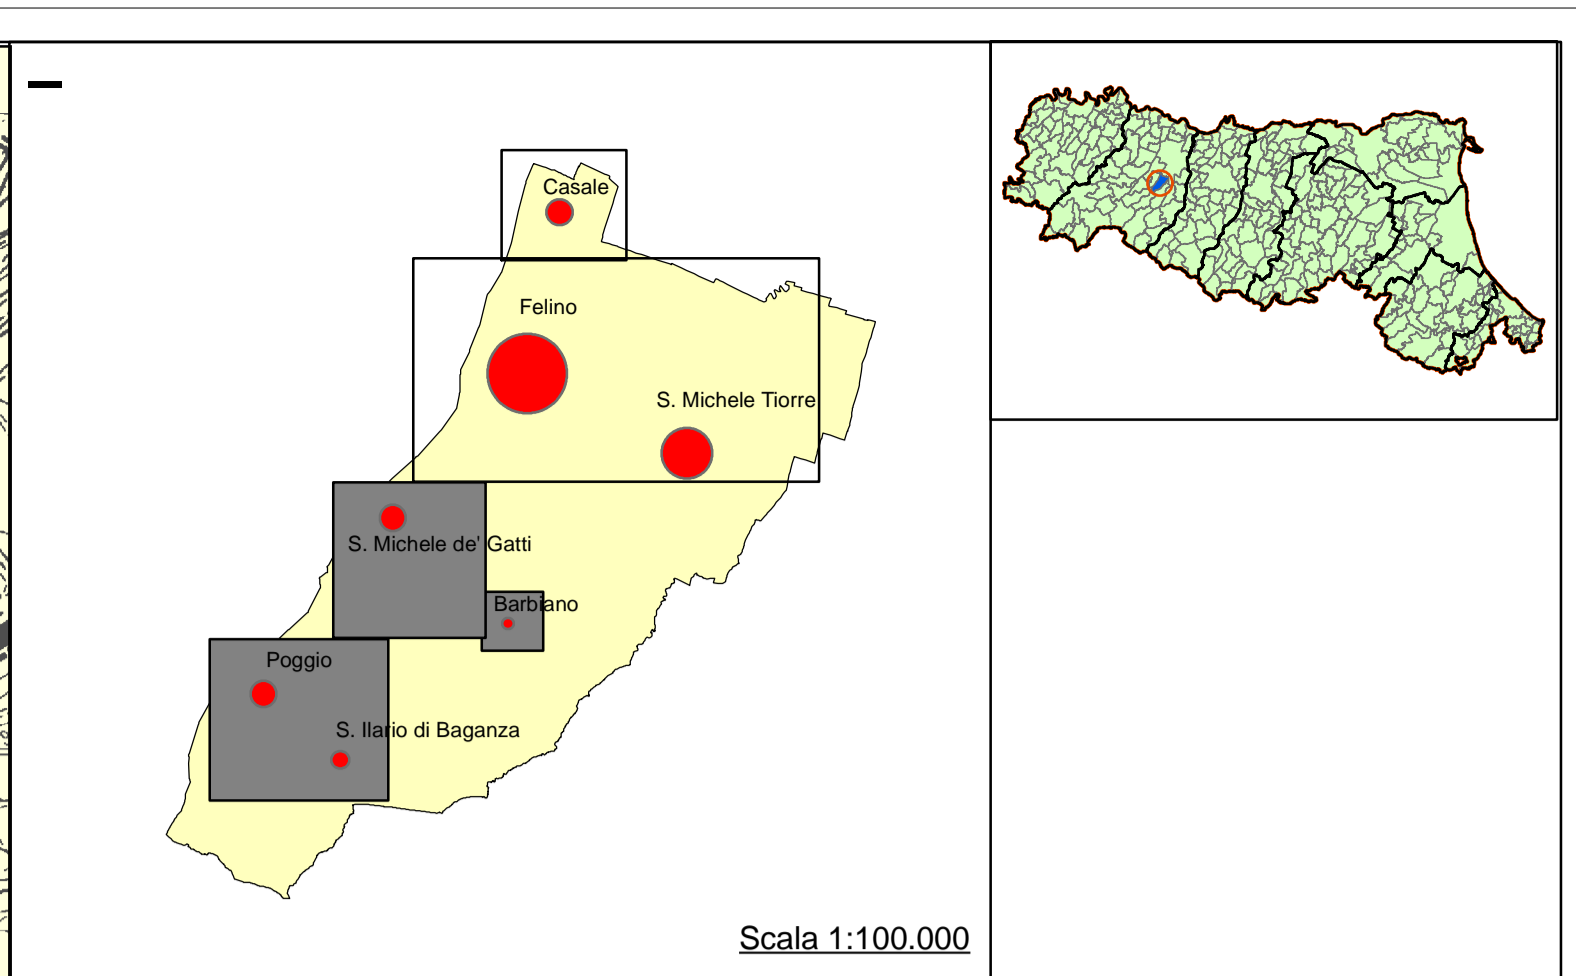 Casale
Felino
S. Michele Tiorre
S. Michele de' Gatti
Barbiano
Poggio
S. Ilario di Baganza
Scala 1:100.000